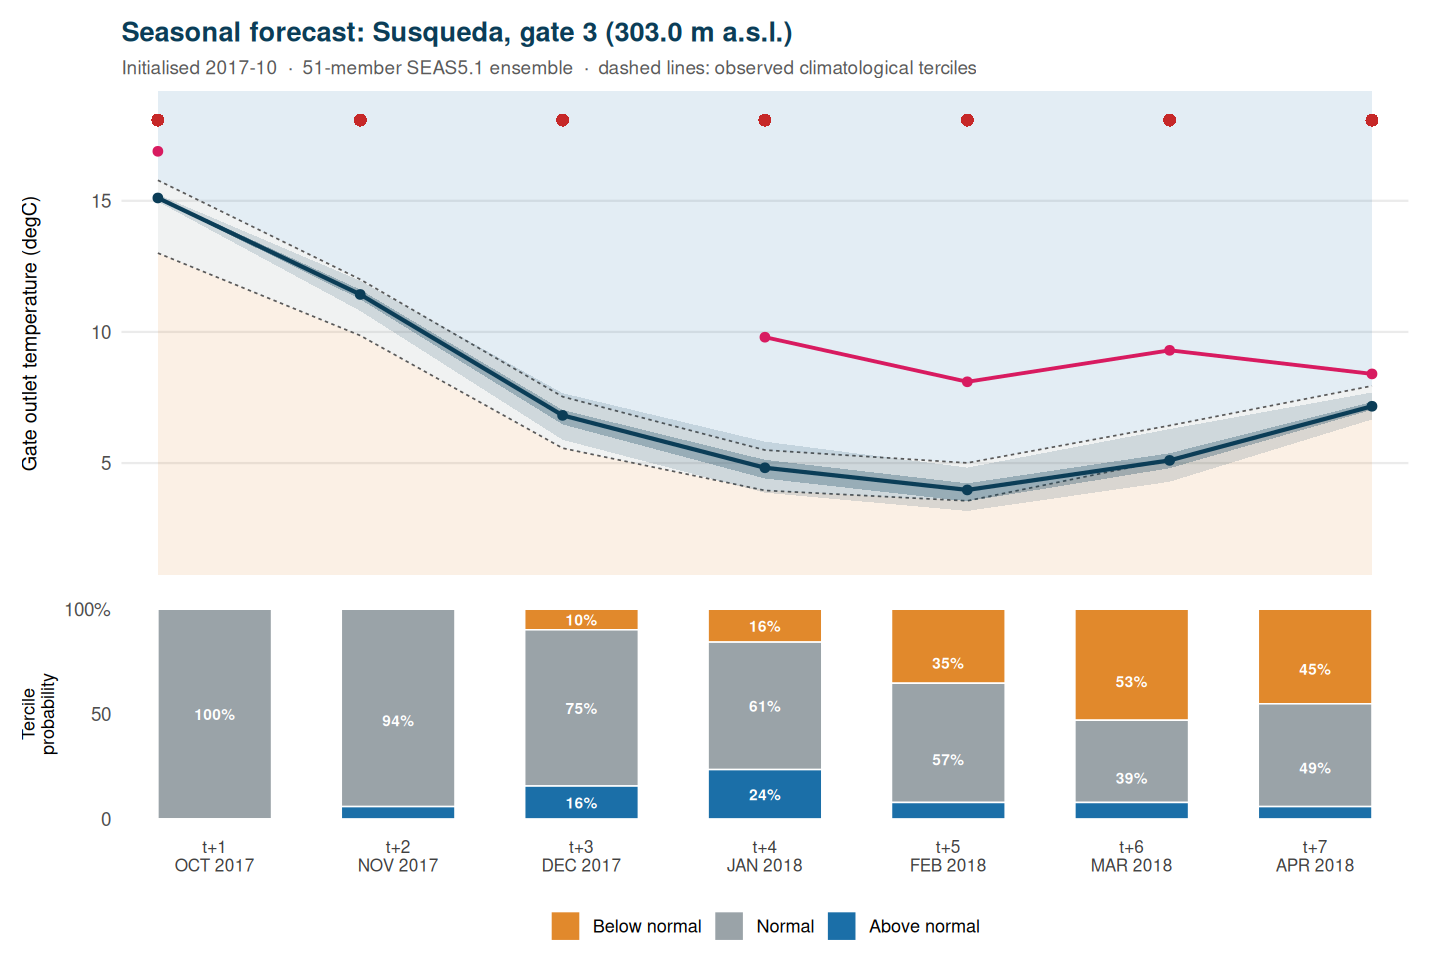 Seasonal forecast: Susqueda, gate 3 (303.0 m a.s.l.)
Initialised 2017-10 · 51-member SEAS5.1 ensemble · dashed lines: observed climatological terciles
Gate outlet temperature (degC)
15
10
5
Tercile
probability
100%
50
0
100%
94%
10%
75%
16%
16%
61%
24%
35%
57%
53%
39%
45%
49%
t+1
OCT 2017
t+2
NOV 2017
t+3
DEC 2017
t+4
JAN 2018
t+5
FEB 2018
t+6
MAR 2018
t+7
APR 2018
Below normal
Normal
Above normal